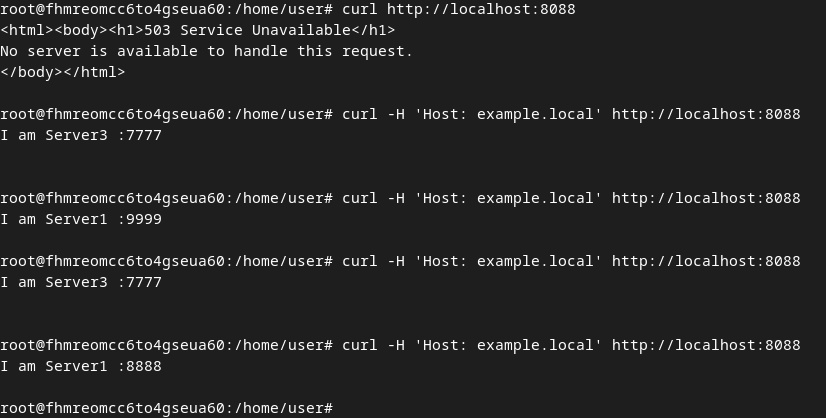 root@fhmreomcc6to4gseua60:/home/user# curl http://localhost:8088
<html><body><h1>503 Service Unavailable</h1>
No server is available to handle this request.
</body></html>
root@fhmreomcc6to4gseua60:/home/user# curl -H 'Host: example.local' http://localhost:8088
I am Server3 :7777
root@fhmreomcc6to4gseua60:/home/user# curl -H 'Host: example.local' http://localhost:8088
I am Server1 :9999
root@fhmreomcc6to4gseua60:/home/user# curl -H 'Host: example.local' http://localhost:8088
I am Server3 :7777
root@fhmreomcc6to4gseua60:/home/user# curl -H 'Host: example.local' http://localhost:8088
I am Server1 :8888
root@fhmreomcc6to4gseua60:/home/user#